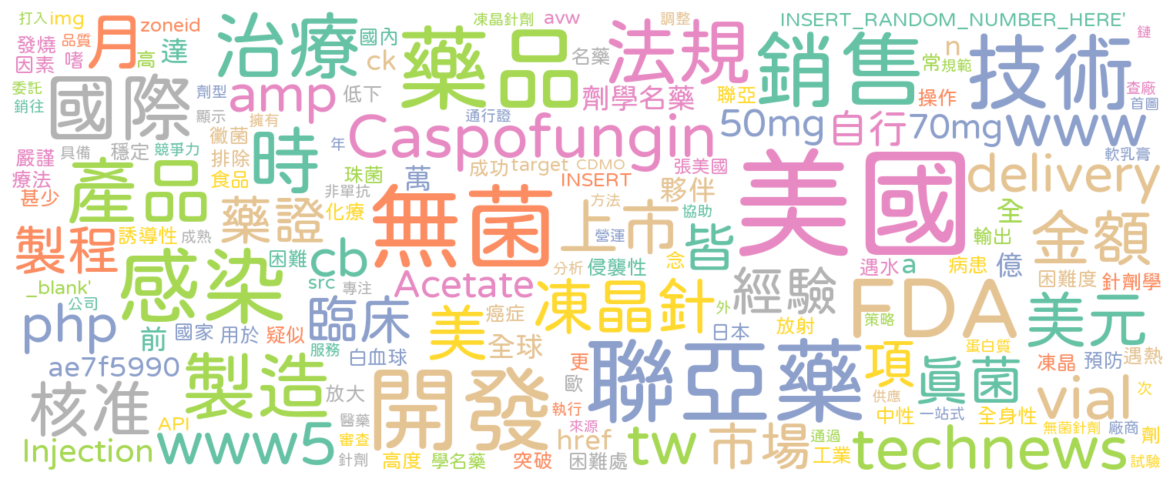 打入 img
月 zoneid
發燒 品質 嗜 高 達
因素
治療 國內 凍晶針劑 avw
ck
藥品 名藥
法規 調整
銷售 INSERT_RANDOM_NUMBER_HERE'
n 常 規範
技術 鏈
委託 銷往 國際 劑型 amp 低下
劑學名藥 聯亞 操作 查廠 首圖
顯示 擁有 通行證
徽菌 時 年 Caspofungin 50mg 自行 70mg www
嚴謹 具備 穩定 競爭力 排除
療法 食品 珠菌 萬 成功 target CDMO 張美國 軟乳膏
甚少 產品 非單抗 INSERT 夥伴 美國 delivery
藥證 化療 無菌 方法 上市 協助 全 金額
製程 誘導性 成熟 營運 皆 輸出
感染 困難 cb 分析 侵襲性 念 經驗 遇水 a 病患 億 困難度 針劑學
_blank' src 專注 Acetate 凍晶針
公司 臨床 癌症 外 日本 放射 策略 FDA 美元
php 前 國家 用於 疑似 美 全球
服務 白血球 更 蛋白質
ae7f5990 聯亞藥 項 真菌 凍晶 預防 遇熱
核准 製造 放大 開發 歐 供應 vial 次
API 醫藥 執行 中性 一站式 全身性
審查 來源 通過 無菌針劑 廠商 劑
Injection www5 針劑 高度 學名藥 突破 href 困難處 tw 市場 工業 technews 試驗